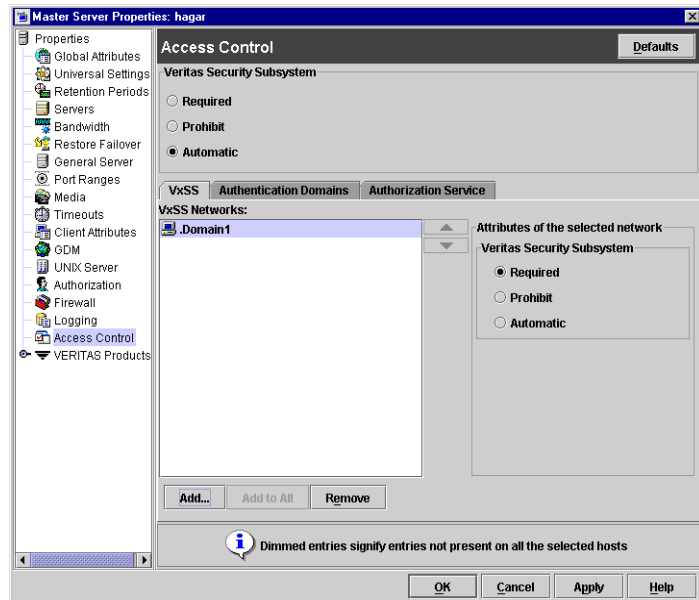 Master Server Properties: hagar
Properties
Global Attributes
Universal Settings
Retention Periods
Servers
Bandwidth
Restore Failover
General Server
Port Ranges
Media
Timeouts
Client Attributes
GDM
UNIX Server
Authorization
Firewall
Logging
Access Control
VERITAS Products
Access Control
Defaults
Veritas Security Subsystem
Required
Prohibit
Automatic
VxSS
Authentication Domains
Authorization Service
VxSS Networks:
.Domain1
Attributes of the selected network
Veritas Security Subsystem
Required
Prohibit
Automatic
Add...
Add to All
Remove
Dimmed entries signify entries not present on all the selected hosts
OK
Cancel
Apply
Help